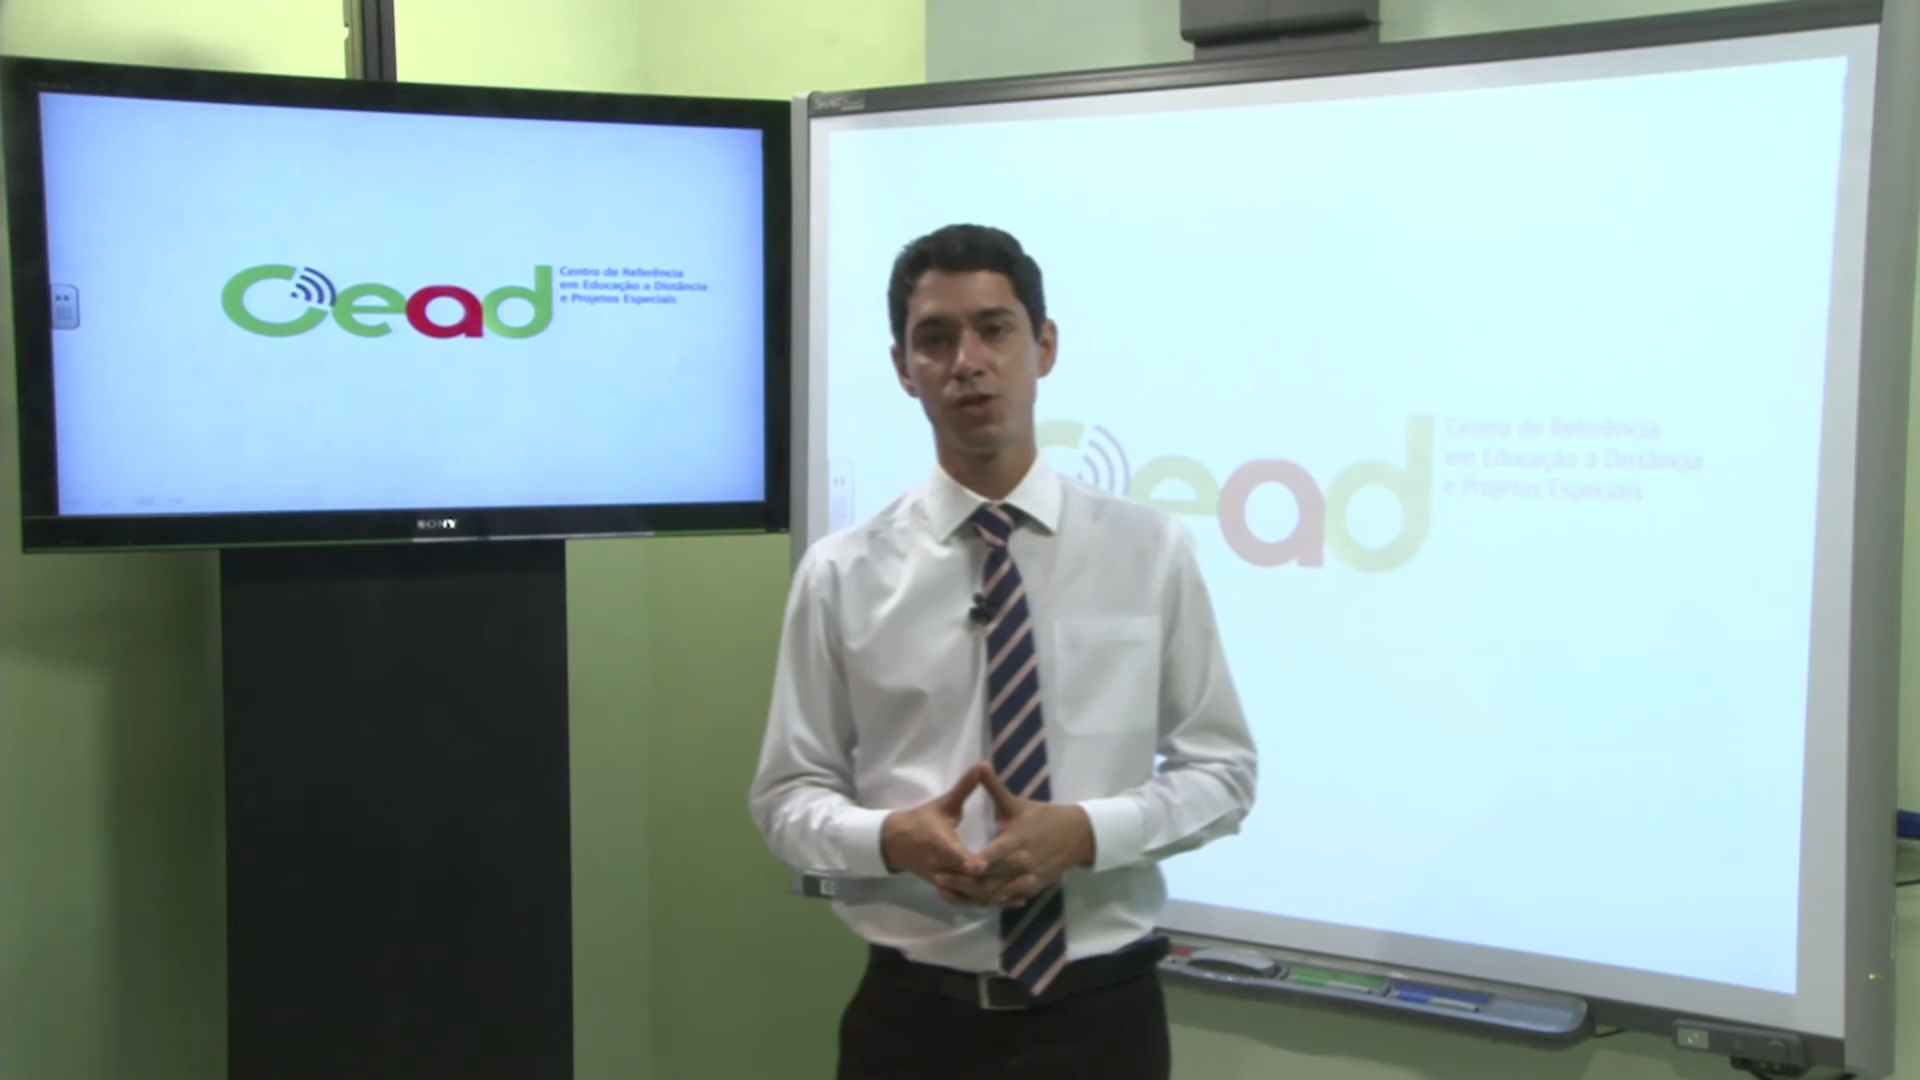 Cead
Centro de Referência
em Educação a Distância
e Projetos Especiais
SONY
Cead
Centro de Referência
em Educação a Distância
e Projetos Especiais